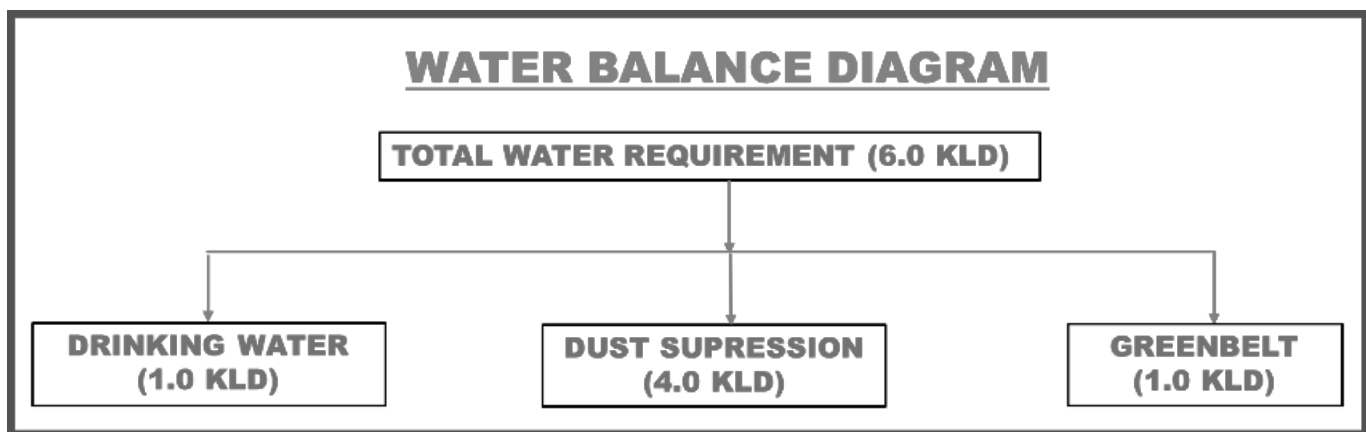 WATER BALANCE DIAGRAM
TOTAL WATER REQUIREMENT (6.0 KLD)
DRINKING WATER
(1.0 KLD)
DUST SUPRESSION
(4.0 KLD)
GREENBELT
(1.0 KLD)